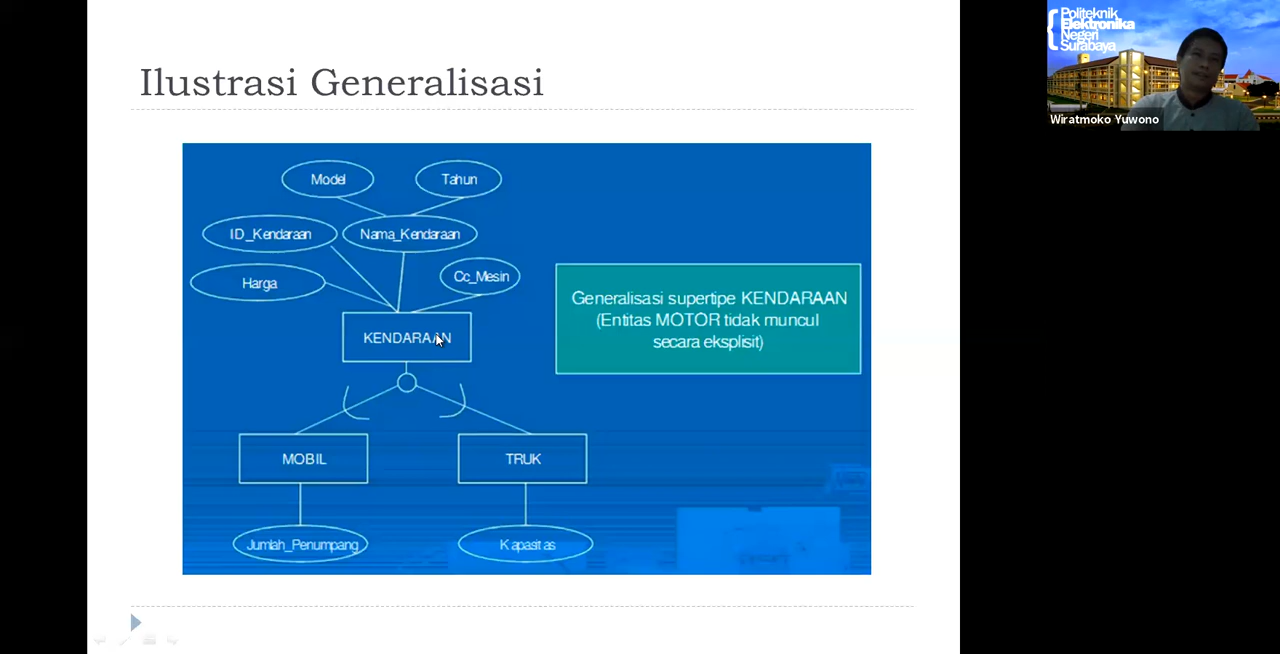 Ilustrasi Generalisasi
Model
Tahun
ID_Kendaraan
Nama_Kendaraan
Harga
Cc_Mesin
KENDARAAN
Generalisasi supertipe KENDARAAN
(Entitas MOTOR tidak muncul
secara eksplisit)
MOBIL
TRUK
Jumlah_Penumpang
Kapasitas
Politeknik
Elektronika
Negeri
Surabaya
Wiratmoko Yuwono